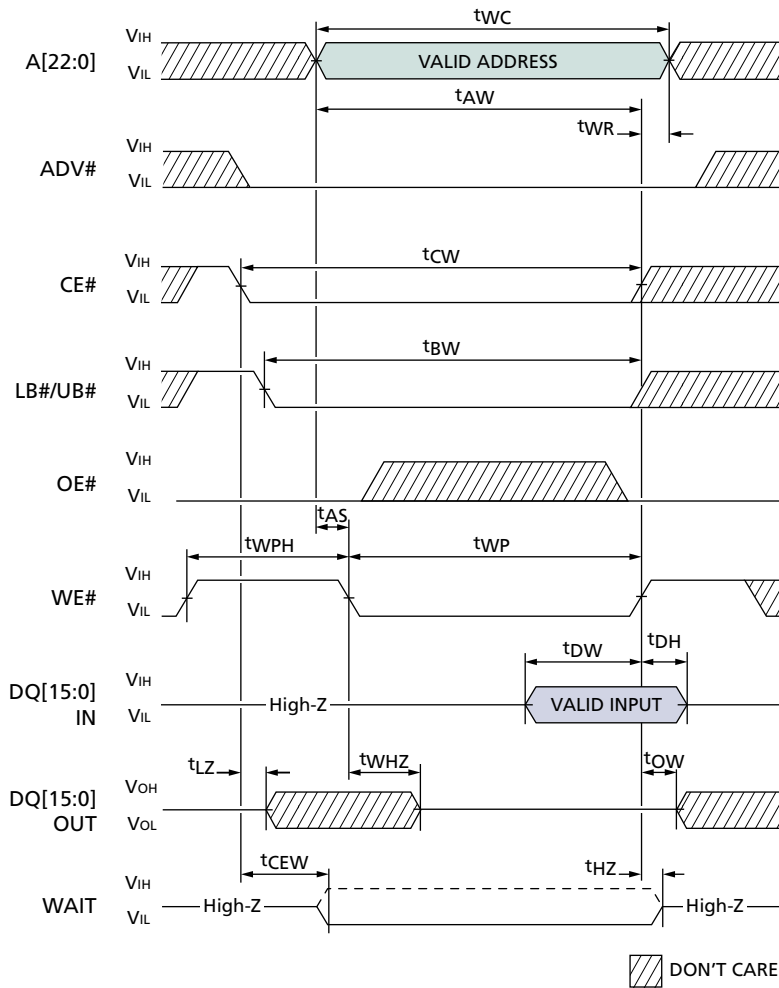 tWC
A[22:0]
VIH
VIL
VALID ADDRESS
tAW
tWR
ADV#
VIH
VIL
CE#
VIH
VIL
tCW
LB#/UB#
VIH
VIL
tBW
OE#
VIH
VIL
tAS
tWPH
tWP
WE#
VIH
VIL
tDW
tDH
DQ[15:0]
IN
VIH
VIL
High-Z
VALID INPUT
tLZ
tWHZ
tOW
DQ[15:0]
OUT
VOH
VOL
tCEW
tHZ
WAIT
VIH
VIL
High-Z
High-Z
DON'T CARE